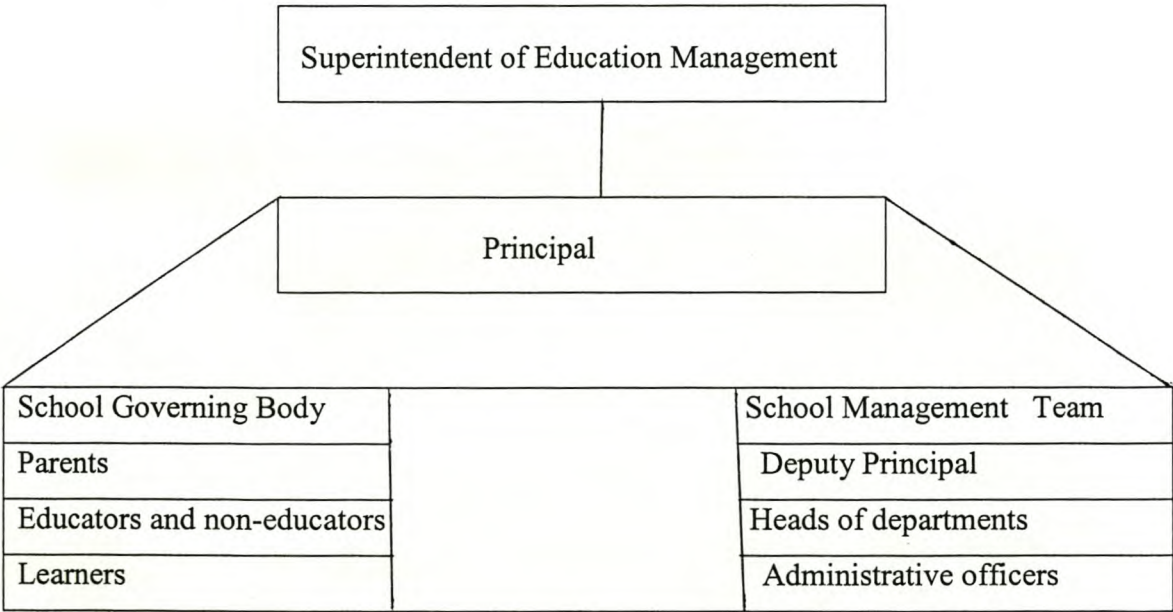 Superintendent of Education Management
Principal
School Governing Body
Parents
Educators and non-educators
Learners
School Management Team
Deputy Principal
Heads of departments
Administrative officers